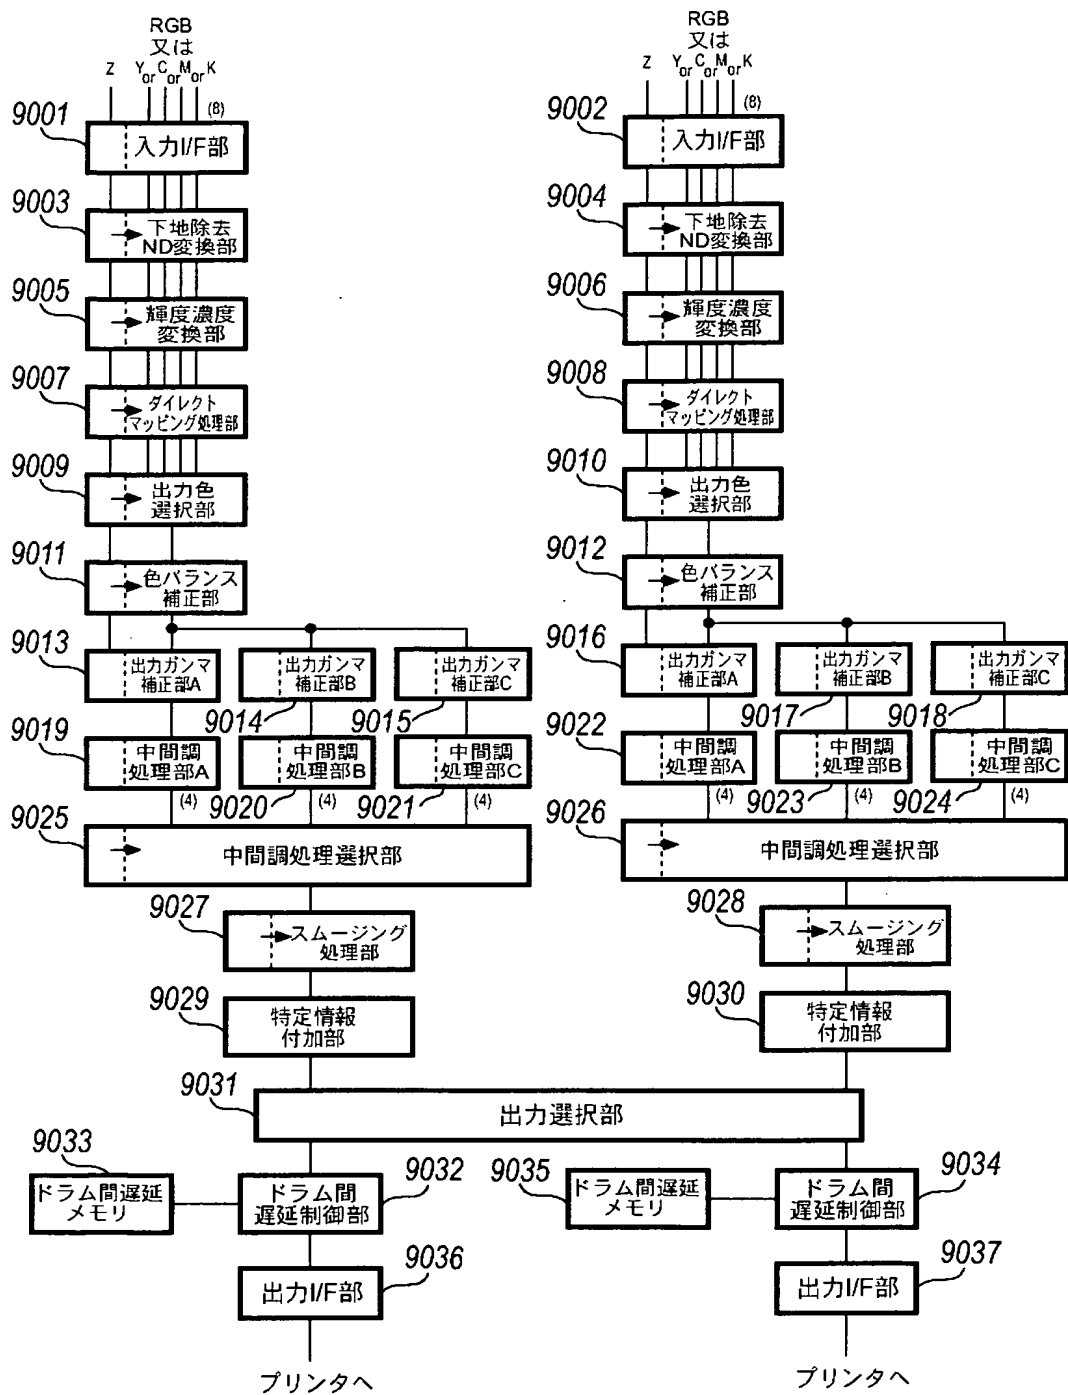 RGB
又は
Z Y or C or M or K
(8)
9001
入力I/F部
9003
下地除去
ND変換部
9005
輝度濃度
変換部
9007
ダイレクト
マッピング処理部
9009
出力色
選択部
9011
色バランス
補正部
9013
出力ガンマ
補正部A
出力ガンマ
補正部B
出力ガンマ
補正部C
9014
9015
9019
中間調
処理部A
中間調
処理部B
中間調
処理部C
(4)
9020
(4)
9021
(4)
9025
中間調処理選択部
9027
スムージング
処理部
9029
特定情報
付加部
RGB
又は
Z Y or C or M or K
(8)
9002
入力I/F部
9004
下地除去
ND変換部
9006
輝度濃度
変換部
9008
ダイレクト
マッピング処理部
9010
出力色
選択部
9012
色バランス
補正部
9016
出力ガンマ
補正部A
出力ガンマ
補正部B
出力ガンマ
補正部C
9017
9018
9022
中間調
処理部A
中間調
処理部B
中間調
処理部C
(4)
9023
(4)
9024
(4)
9026
中間調処理選択部
9028
スムージング
処理部
9030
特定情報
付加部
9031
出力選択部
9033
ドラム間遅延
メモリ
9032
ドラム間
遅延制御部
9035
ドラム間遅延
メモリ
9034
ドラム間
遅延制御部
9036
出力I/F部
9037
出力I/F部
プリンタへ
プリンタへ